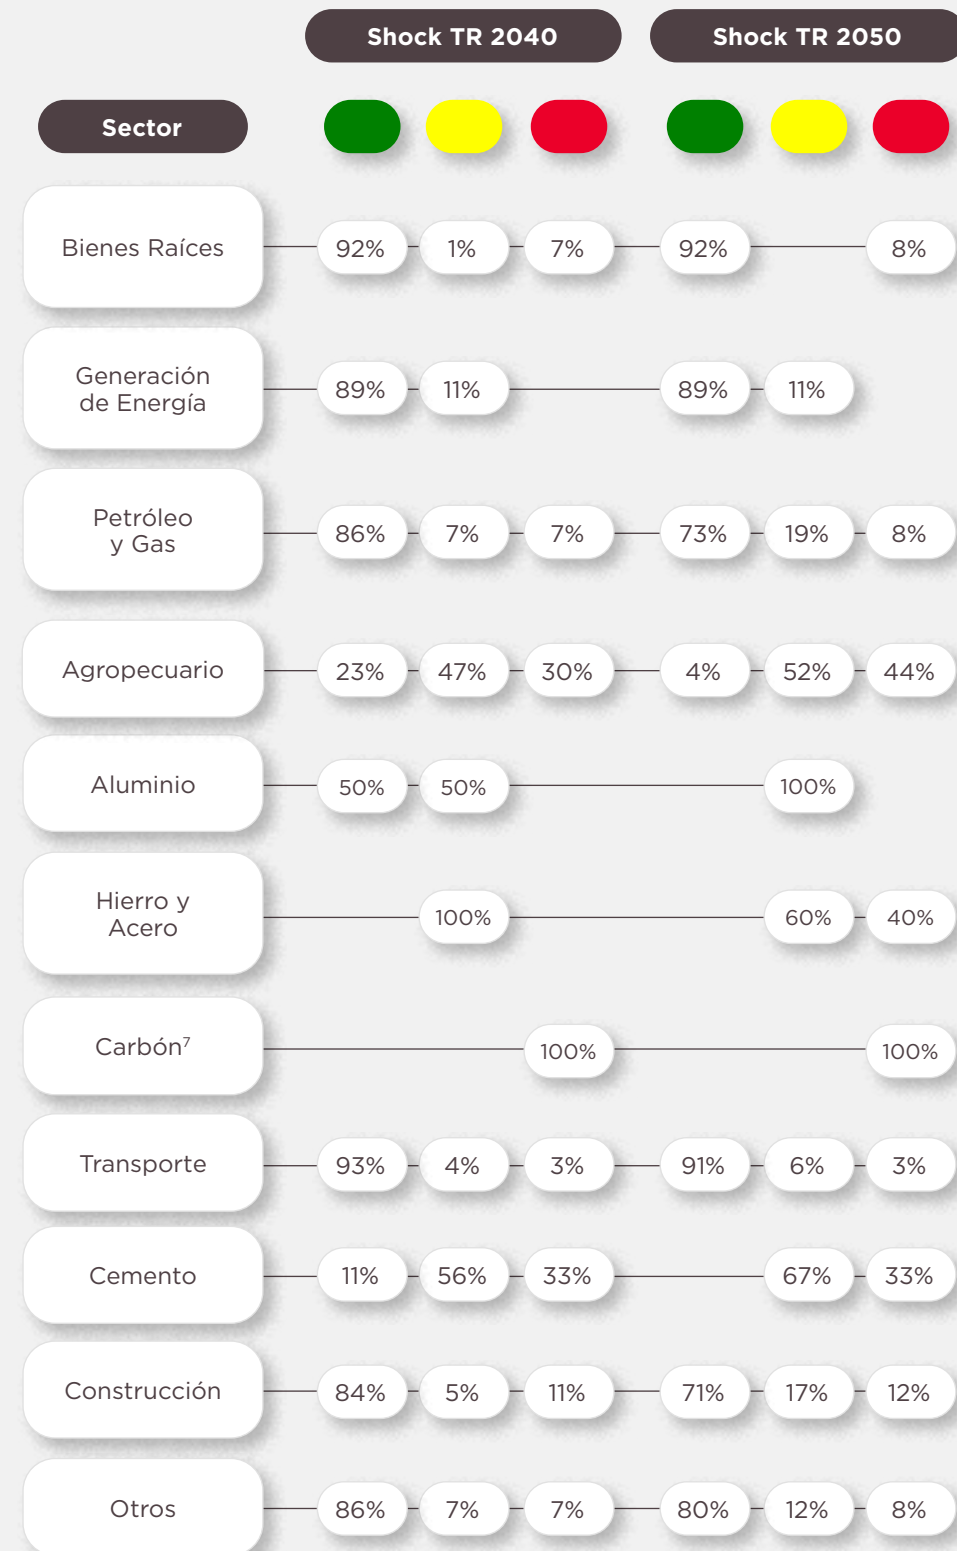 Shock TR 2040 Shock TR 2050
Sector
Bienes Raíces 92% 1% 7% 92% 8%
Generación
de Energía 89% 11% 89% 11%
Petróleo
y Gas 86% 7% 7% 73% 19% 8%
Agropecuario 23% 47% 30% 4% 52% 44%
Aluminio 50% 50% 100%
Hierro y
Acero 100% 60% 40%
Carbón⁷ 100% 100%
Transporte 93% 4% 3% 91% 6% 3%
Cemento 11% 56% 33% 67% 33%
Construcción 84% 5% 11% 71% 17% 12%
Otros 86% 7% 7% 80% 12% 8%